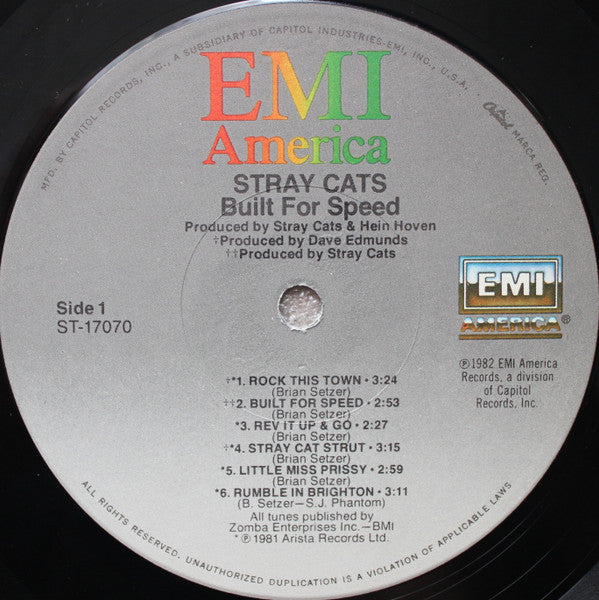 MFD. BY CAPITOL RECORDS, INC., A SUBSIDIARY OF CAPITOL INDUSTRIES-EMI, INC., U.S.A. • Capitol MARCA REG.
EMI
America
STRAY CATS
Built For Speed
Produced by Stray Cats & Hein Hoven
†Produced by Dave Edmunds
††Produced by Stray Cats
EMI
AMERICA®
Side 1
ST-17070
℗1982 EMI America
Records, a division
of Capitol
Records, Inc.
†*1. ROCK THIS TOWN • 3:24
(Brian Setzer)
††2. BUILT FOR SPEED • 2:53
(Brian Setzer)
*3. REV IT UP & GO • 2:27
(Brian Setzer)
†*4. STRAY CAT STRUT • 3:15
(Brian Setzer)
*5. LITTLE MISS PRISSY • 2:59
(Brian Setzer)
*6. RUMBLE IN BRIGHTON • 3:11
(B. Setzer—S.J. Phantom)
All tunes published by
Zomba Enterprises Inc.—BMI
*℗1981 Arista Records Ltd.
ALL RIGHTS RESERVED. UNAUTHORIZED DUPLICATION IS A VIOLATION OF APPLICABLE LAWS